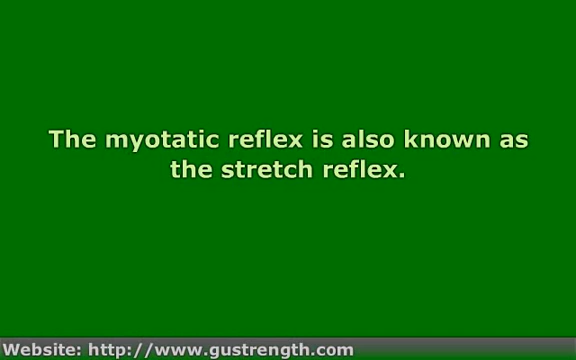 The myotatic reflex is also known as
the stretch reflex.
Website: http://www.gustrength.com